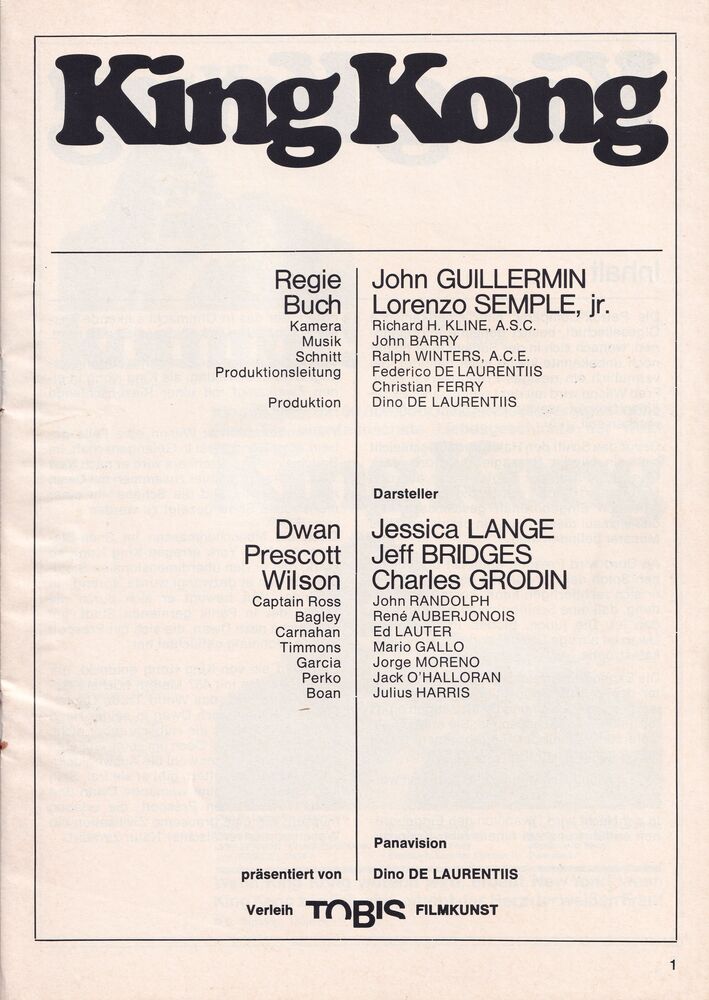 King Kong
Regie John GUILLERMIN
Buch Lorenzo SEMPLE, jr.
Kamera Richard H. KLINE, A.S.C.
Musik John BARRY
Schnitt Ralph WINTERS, A.C.E.
Produktionsleitung Federico DE LAURENTIIS
Christian FERRY
Produktion Dino DE LAURENTIIS
Darsteller
Dwan Jessica LANGE
Prescott Jeff BRIDGES
Wilson Charles GRODIN
Captain Ross John RANDOLPH
Bagley René AUBERJONOIS
Carnahan Ed LAUTER
Timmons Mario GALLO
Garcia Jorge MORENO
Perko Jack O'HALLORAN
Boan Julius HARRIS
Panavision
präsentiert von Dino DE LAURENTIIS
Verleih TOBIS FILMKUNST
1